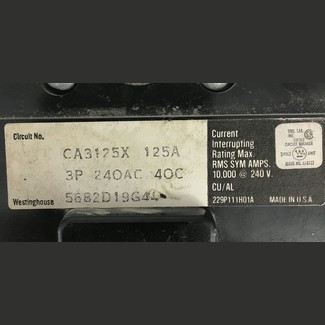 Circuit No.
CA3125X 125A
3P 240AC 40C
5682D19G44
Westinghouse
Current
Interrupting
Rating Max.
RMS SYM AMPS.
10.000 @ 240 V.
CU/AL
229P111H01A MADE IN U.S.A.